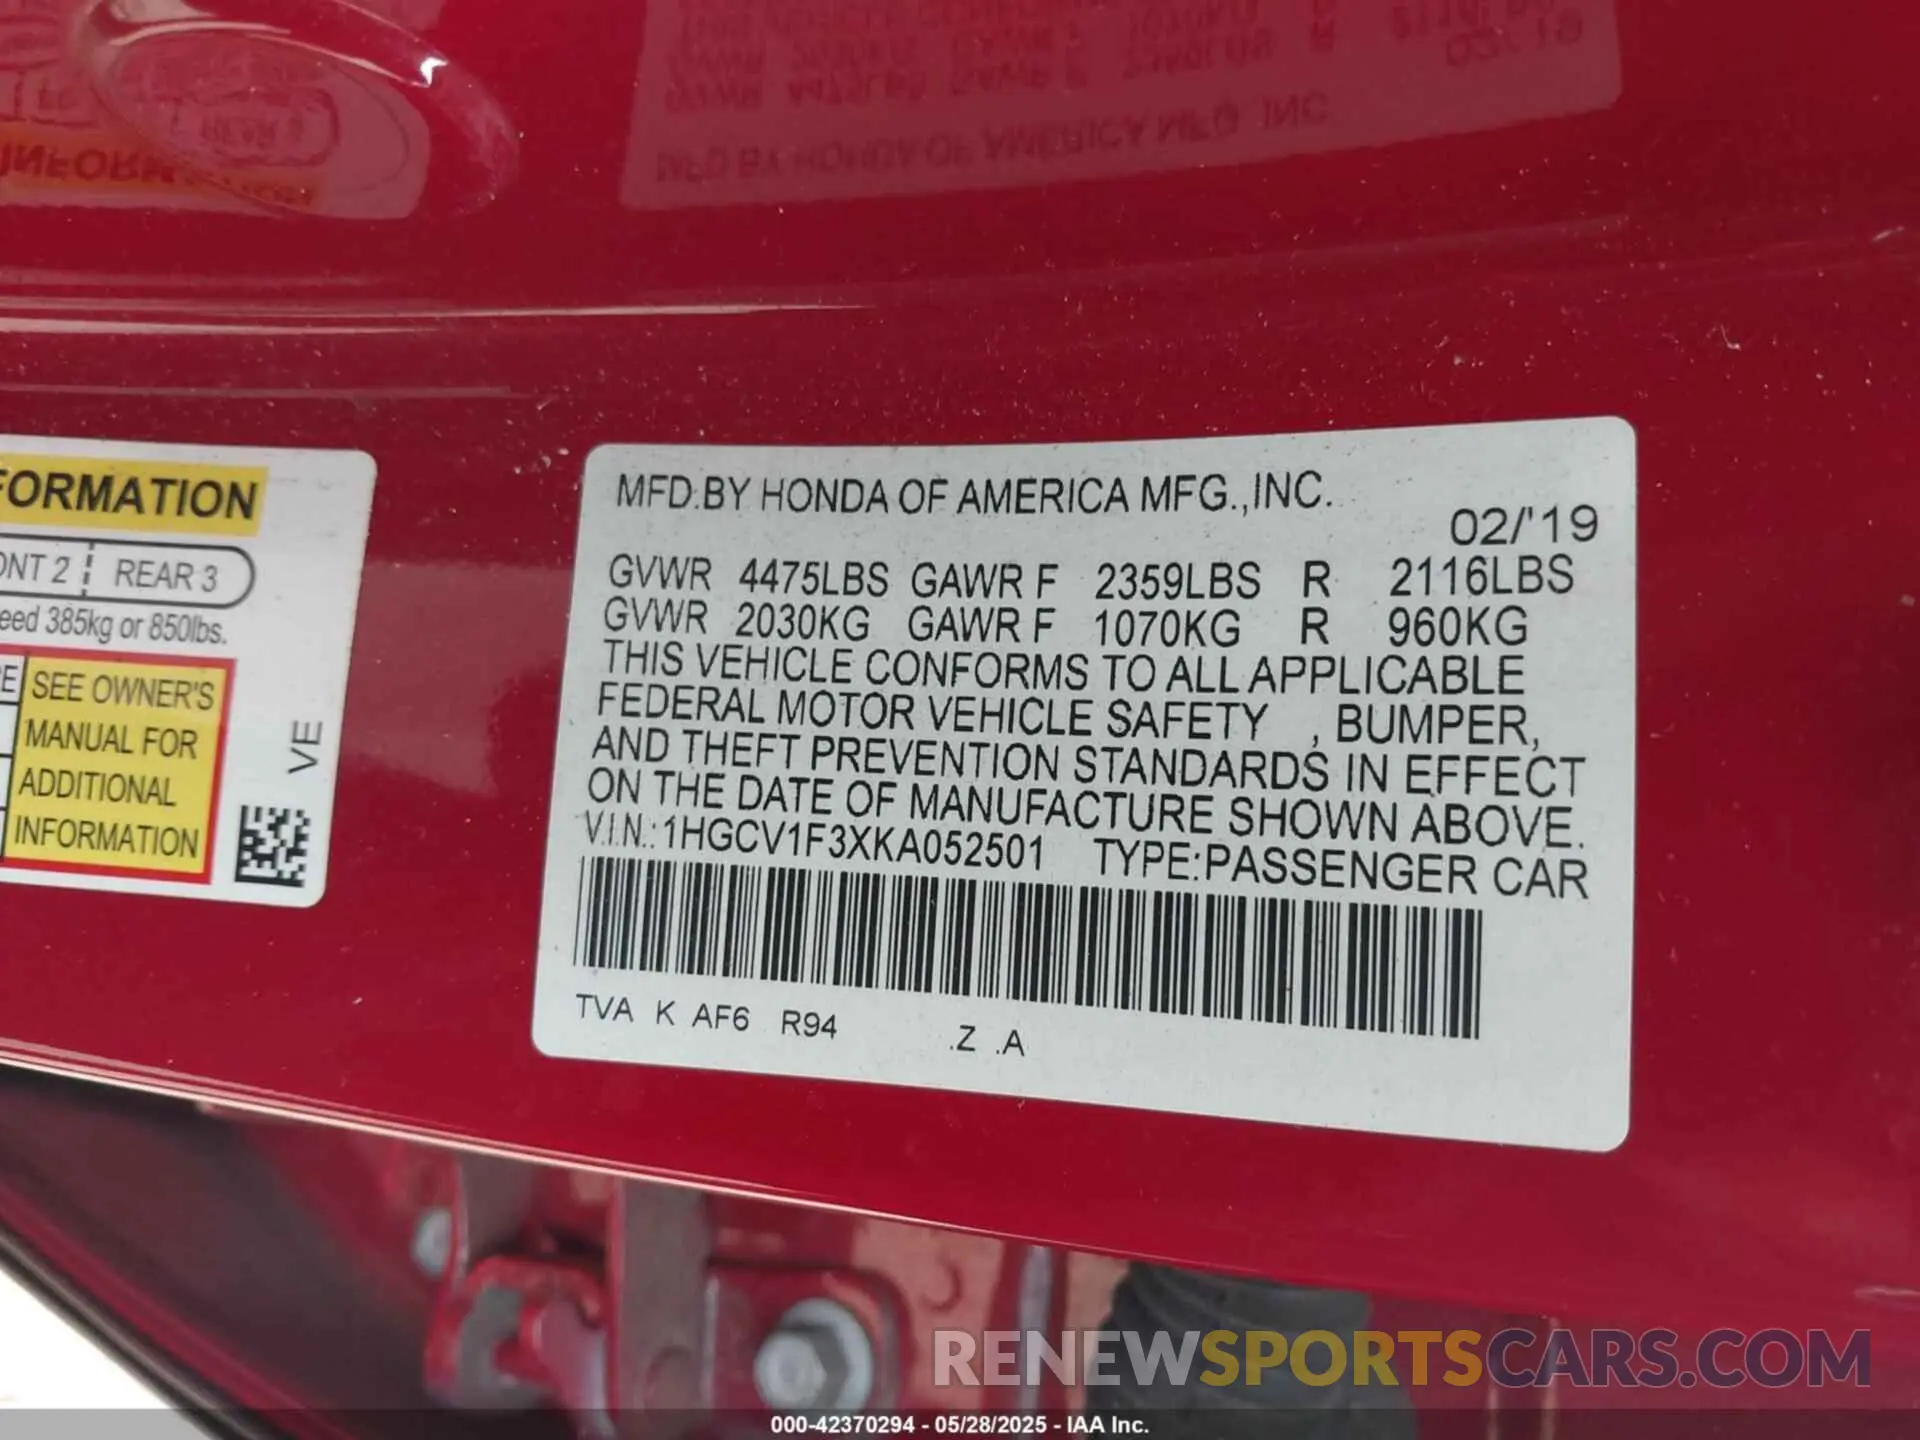 MFD.BY HONDA OF AMERICA MFG.,INC.
02/'19
GVWR 4475LBS GAWR F 2359LBS R 2116LBS
GVWR 2030KG GAWR F 1070KG R 960KG
THIS VEHICLE CONFORMS TO ALL APPLICABLE
FEDERAL MOTOR VEHICLE SAFETY , BUMPER,
AND THEFT PREVENTION STANDARDS IN EFFECT
ON THE DATE OF MANUFACTURE SHOWN ABOVE.
V.I.N.: 1HGCV1F3XKA052501 TYPE:PASSENGER CAR
TVA K AF6 R94 .Z .A
FORMATION
ONT 2 REAR 3
eed 385kg or 850lbs.
SEE OWNER'S
MANUAL FOR
ADDITIONAL
INFORMATION
VE
RENEWSPORTSCARS.COM
000-42370294 - 05/28/2025 - IAA Inc.